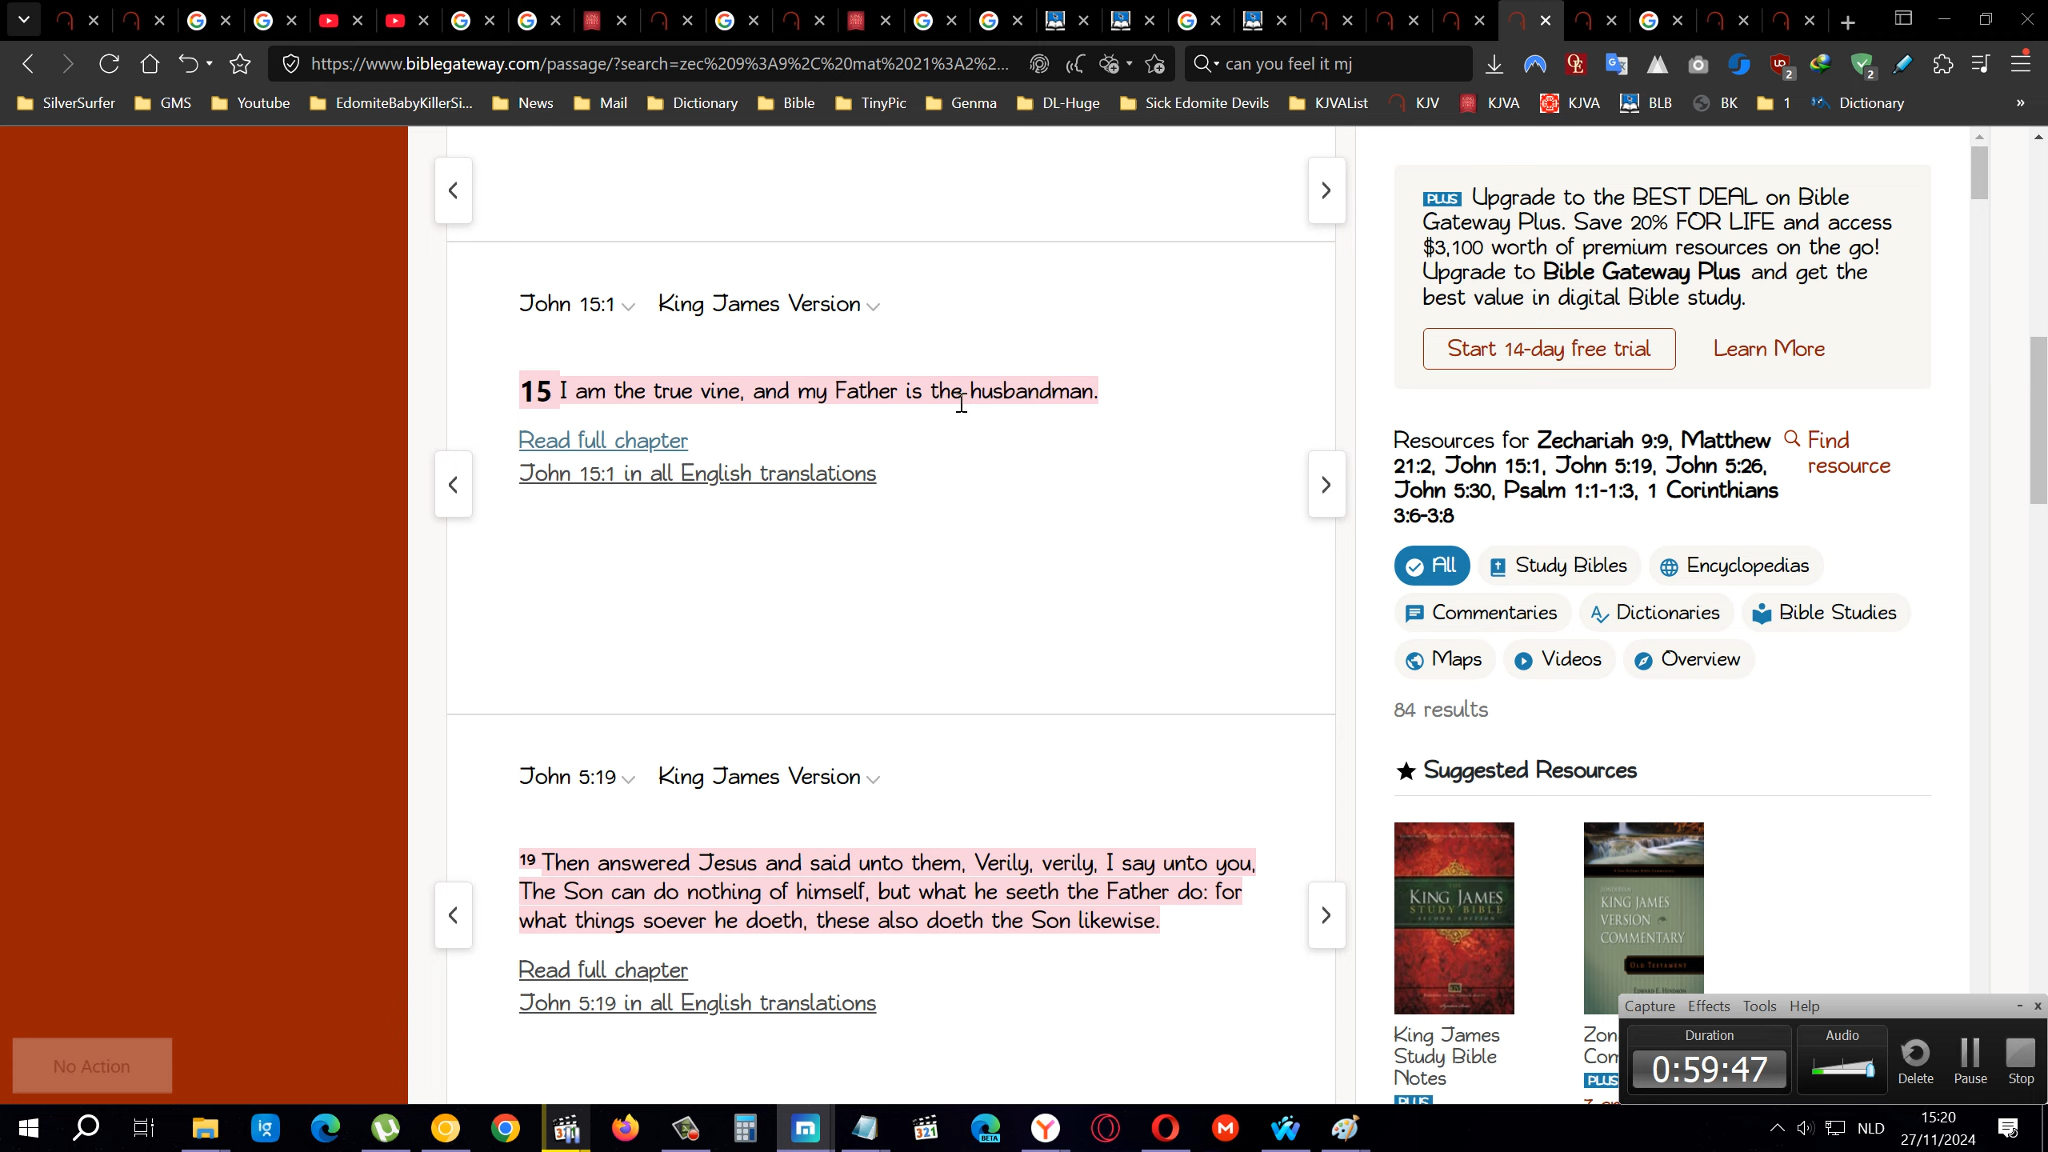 https://www.biblegateway.com/passage/?search=zec%209%3A9%2C%20mat%2021%3A2%2...
can you feel it mj
SilverSurfer
GMS
Youtube
EdomiteBabyKillerSi...
News
Mail
Dictionary
Bible
TinyPic
Genma
DL-Huge
Sick Edomite Devils
KJVAList
KJV
KJVA
KJVA
BLB
BK
1
Dictionary
»
John 15:1 King James Version
15 I am the true vine, and my Father is the husbandman.
Read full chapter
John 15:1 in all English translations
John 5:19 King James Version
19 Then answered Jesus and said unto them, Verily, verily, I say unto you,
The Son can do nothing of himself, but what he seeth the Father do: for
what things soever he doeth, these also doeth the Son likewise.
Read full chapter
John 5:19 in all English translations
No Action
PLUS Upgrade to the BEST DEAL on Bible
Gateway Plus. Save 20% FOR LIFE and access
$3,100 worth of premium resources on the go!
Upgrade to Bible Gateway Plus and get the
best value in digital Bible study.
Start 14-day free trial
Learn More
Resources for Zechariah 9:9, Matthew
21:2, John 15:1, John 5:19, John 5:26,
John 5:30, Psalm 1:1-1:3, 1 Corinthians
3:6-3:8
Find
resource
All
Study Bibles
Encyclopedias
Commentaries
Dictionaries
Bible Studies
Maps
Videos
Overview
84 results
Suggested Resources
KING JAMES
STUDY BIBLE
SECOND EDITION
KING JAMES
VERSION
COMMENTARY
OLD TESTAMENT
King James
Study Bible
Notes
PLUS
Zon
Com
PLUS
Capture Effects Tools Help
Duration
0:59:47
Audio
Delete
Pause
Stop
NLD
15:20
27/11/2024